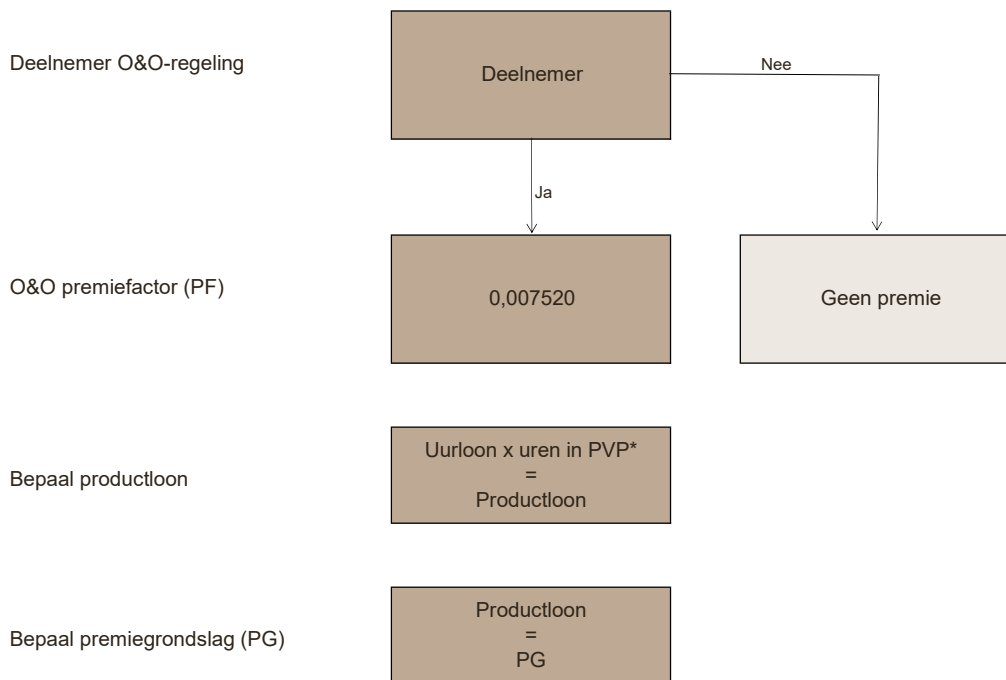 Deelnemer O&O-regeling
Deelnemer
Nee
Ja
O&O premiefactor (PF)
0,007520
Geen premie
Bepaal productloon
Uurloon x uren in PVP*
=
Productloon
Bepaal premiegrondslag (PG)
Productloon
=
PG